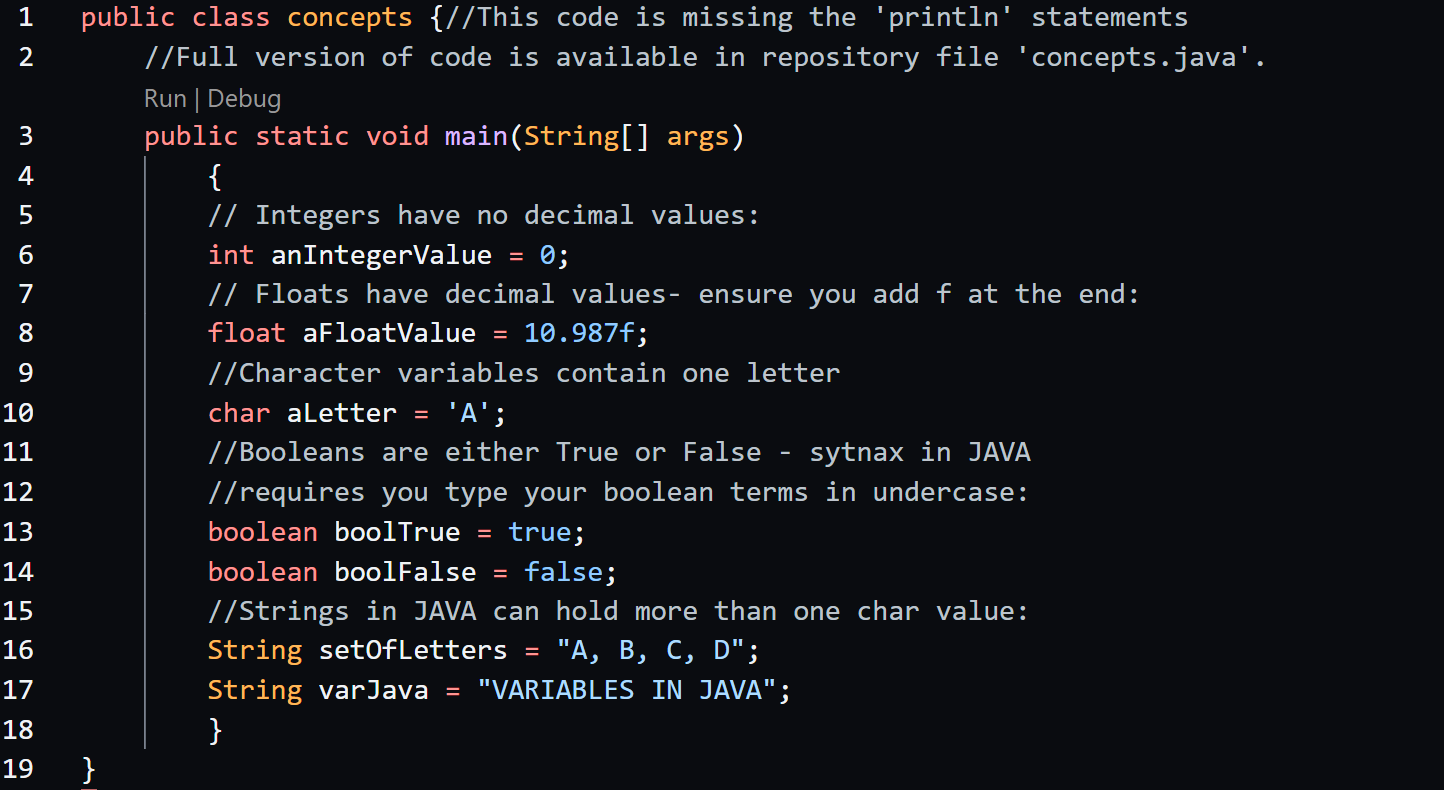 1 public class concepts {//This code is missing the 'println' statements
2 //Full version of code is available in repository file 'concepts.java'.
Run | Debug
3 public static void main(String[] args)
4 {
5 // Integers have no decimal values:
6 int anIntegerValue = 0;
7 // Floats have decimal values- ensure you add f at the end:
8 float aFloatValue = 10.987f;
9 //Character variables contain one letter
10 char aLetter = 'A';
11 //Booleans are either True or False - sytnax in JAVA
12 //requires you type your boolean terms in undercase:
13 boolean boolTrue = true;
14 boolean boolFalse = false;
15 //Strings in JAVA can hold more than one char value:
16 String setOfLetters = "A, B, C, D";
17 String varJava = "VARIABLES IN JAVA";
18 }
19 }